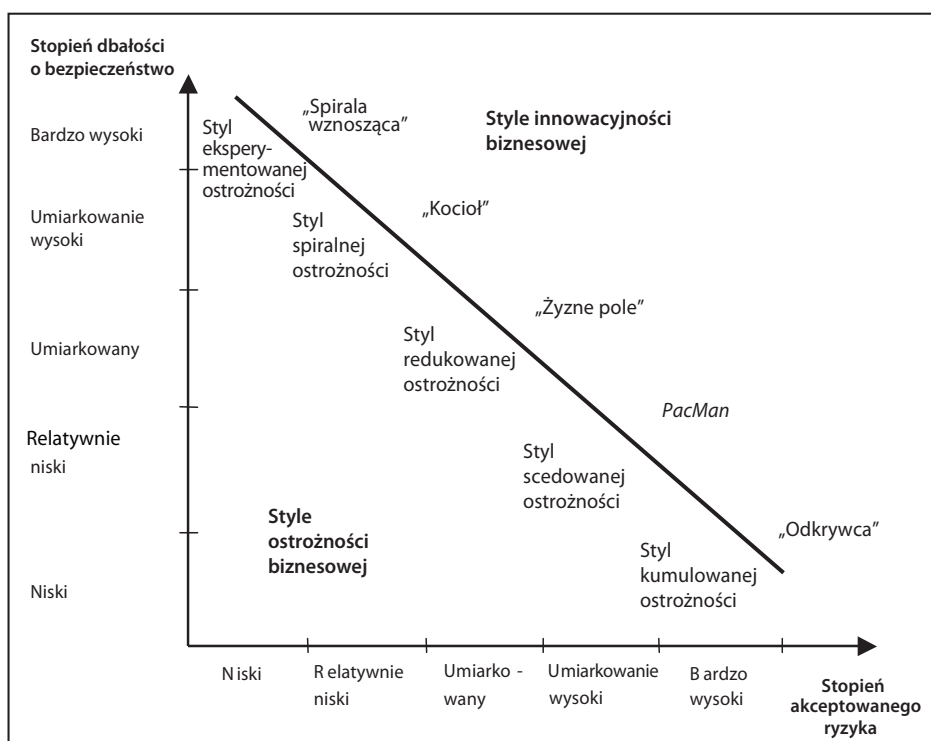 Stopień dbałości
o bezpieczeństwo
Bardzo wysoki
Umiarkowanie
wysoki
Umiarkowany
Relatywnie
niski
Niski
„Spirala
wznosząca”
Style innowacyjności
biznesowej
Styl
ekspery-
mentowanej
ostrożności
„Kocioł”
Styl
spiralnej
ostrożności
„Żyzne pole”
Styl
redukowanej
ostrożności
PacMan
Styl
scedowanej
ostrożności
Style
ostrożności
biznesowej
„Odkrywca”
Styl
kumulowanej
ostrożności
N iski
R elatywnie
niski
Umiarko -
wany
Umiarkowanie
wysoki
B ardzo
wysoki
Stopień
akceptowanego
ryzyka